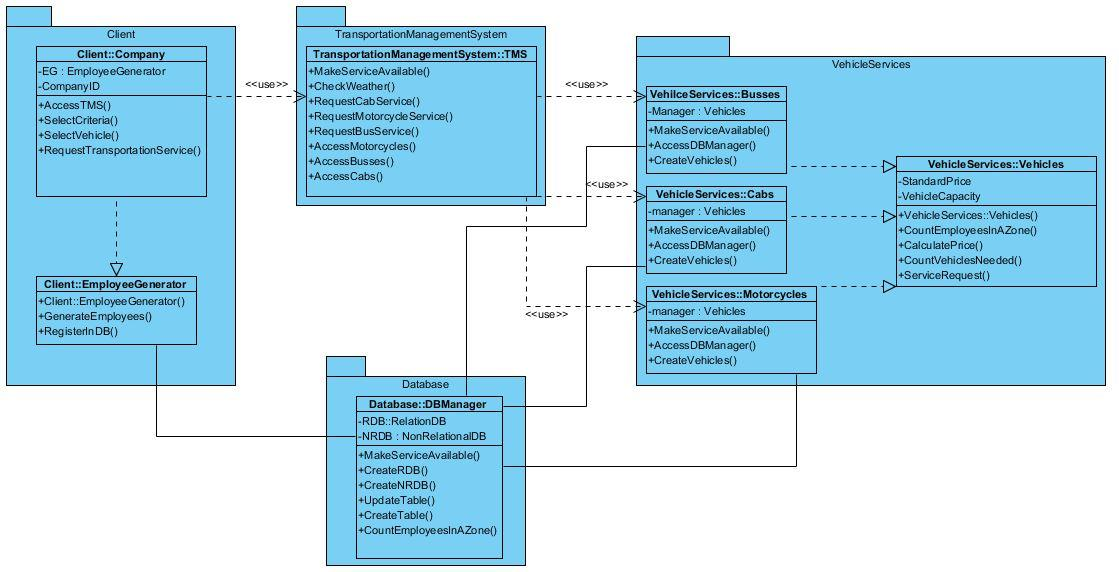 Client
Client::Company
-EG : EmployeeGenerator
-CompanyID
+AccessTMS()
+SelectCriteria()
+SelectVehicle()
+RequestTransportationService()
<<use>>
Client::EmployeeGenerator
+Client::EmployeeGenerator()
+GenerateEmployees()
+RegisterInDB()
TransportationManagementSystem
TransportationManagementSystem::TMS
+MakeServiceAvailable()
+CheckWeather()
+RequestCabService()
+RequestMotorcycleService()
+RequestBusService()
+AccessMotorcycles()
+AccessBusses()
+AccessCabs()
<<use>>
<<use>>
<<use>>
VehicleServices
VehilceServices::Busses
-Manager : Vehicles
+MakeServiceAvailable()
+AccessDBManager()
+CreateVehicles()
VehicleServices::Cabs
-manager : Vehicles
+MakeServiceAvailable()
+AccessDBManager()
+CreateVehicles()
VehicleServices::Motorcycles
-manager : Vehicles
+MakeServiceAvailable()
+AccessDBManager()
+CreateVehicles()
VehicleServices::Vehicles
-StandardPrice
-VehicleCapacity
+VehicleServices::Vehicles()
+CountEmployeesInAZone()
+CalculatePrice()
+CountVehiclesNeeded()
+ServiceRequest()
Database
Database::DBManager
-RDB::RelationDB
-NRDB : NonRelationalDB
+MakeServiceAvailable()
+CreateRDB()
+CreateNRDB()
+UpdateTable()
+CreateTable()
+CountEmployeesInAZone()